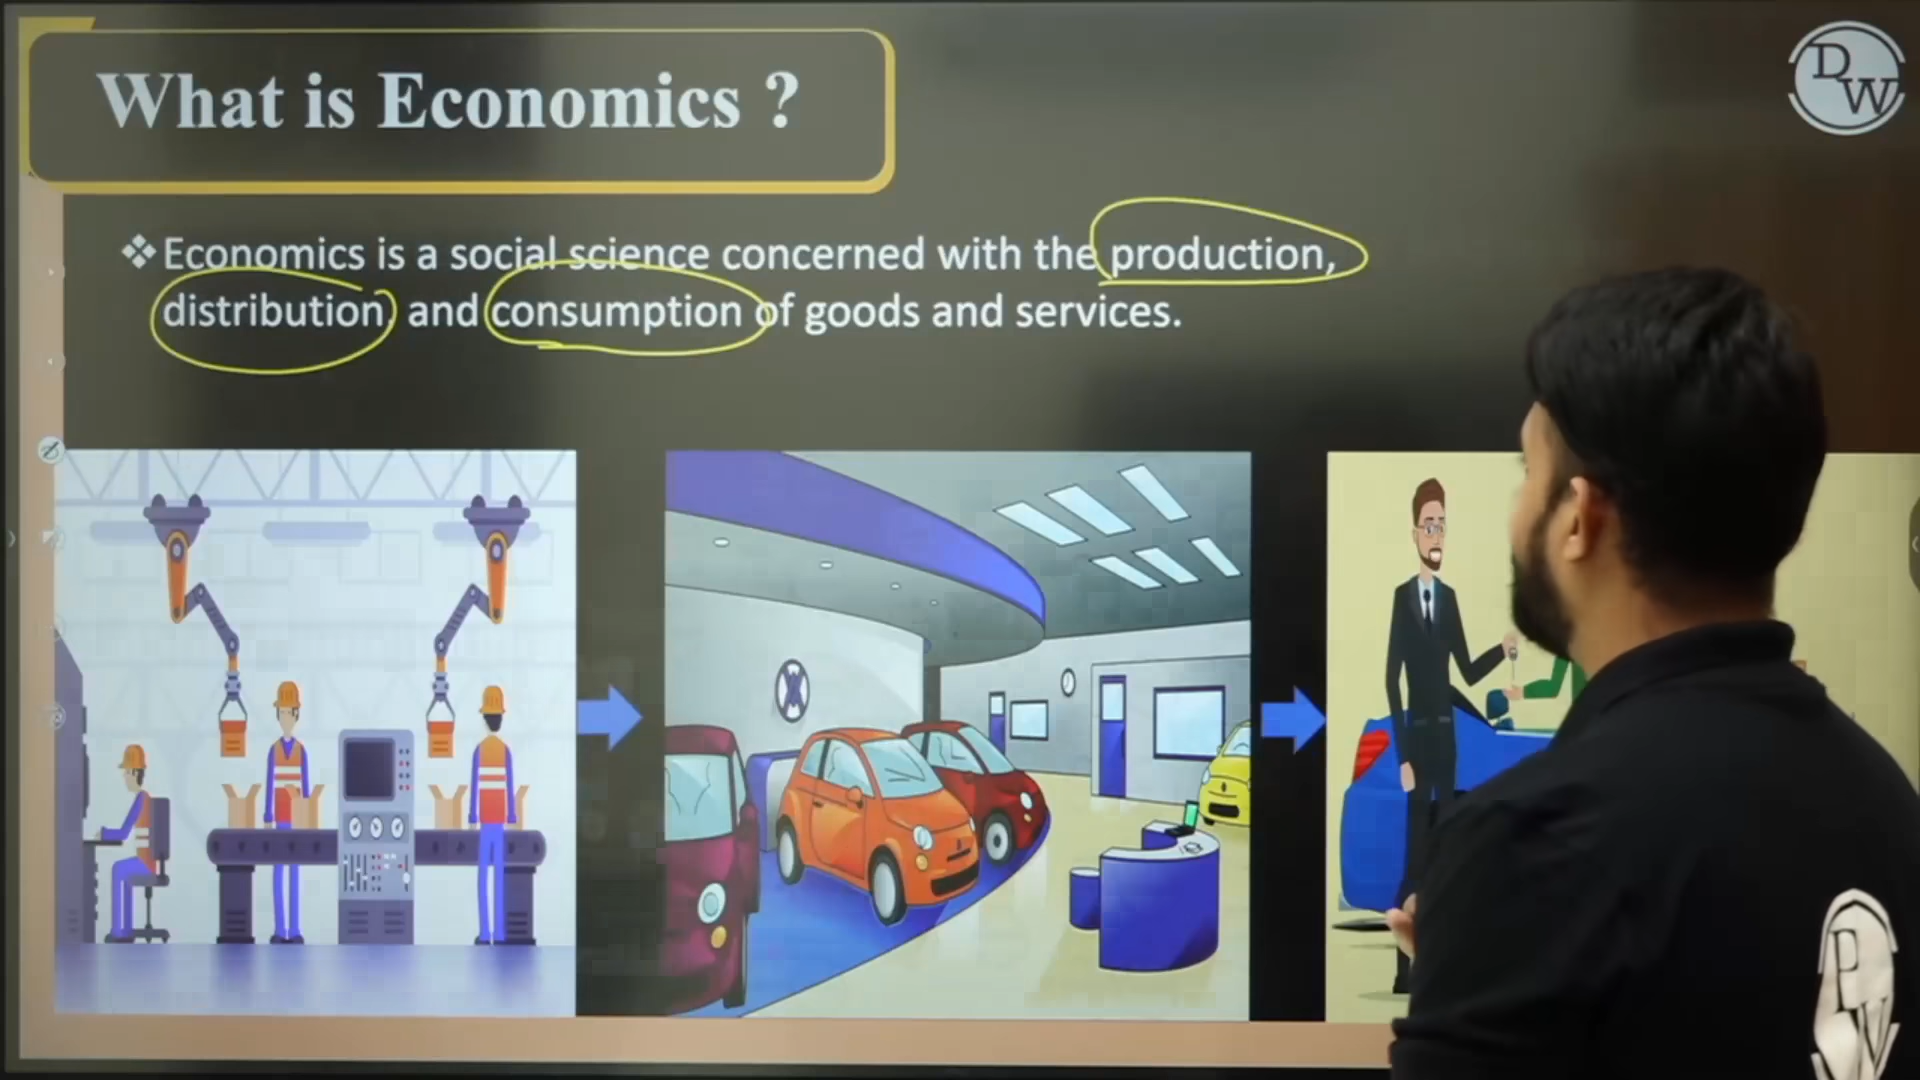 What is Economics ?
DW
❖Economics is a social science concerned with the production,
distribution, and consumption of goods and services.
PW